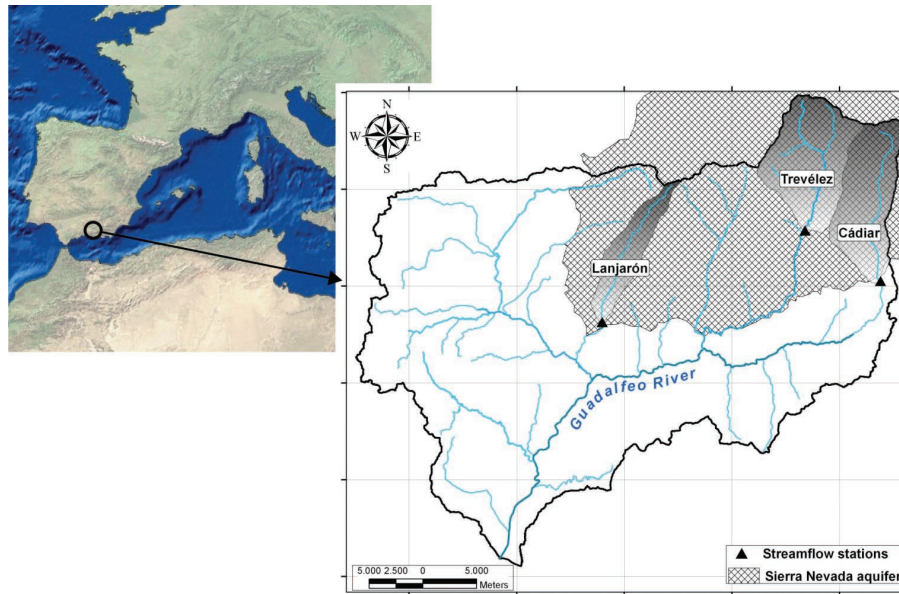 N
W E
S
Trevélez
Cádiar
Lanjarón
Guadalfeo River
Streamflow stations
Sierra Nevada aquifer
5.000 2.500 0 5.000
Meters